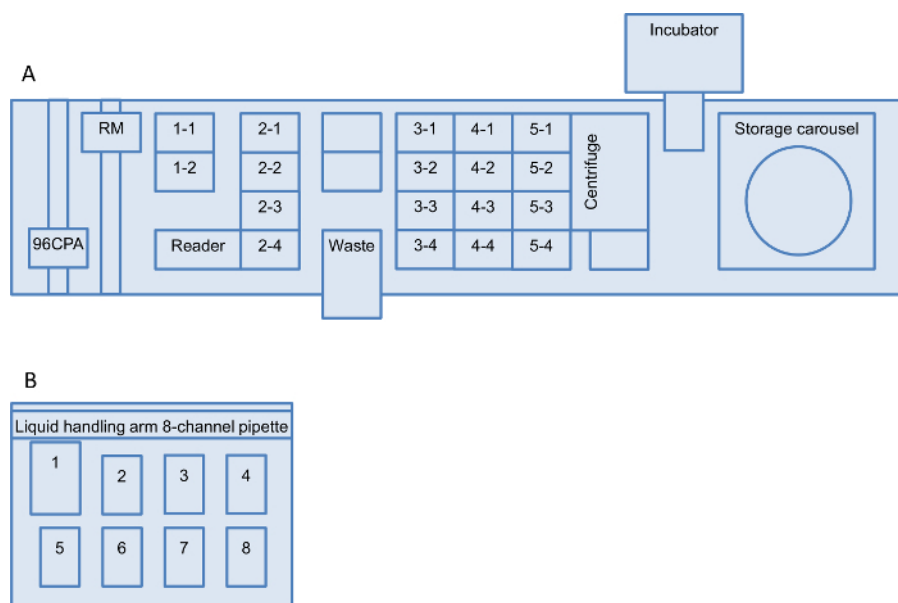 Incubator
A
RM
1-1
2-1
3-1
4-1
5-1
Storage carousel
1-2
2-2
3-2
4-2
5-2
Centrifuge
2-3
3-3
4-3
5-3
96CPA
Reader
2-4
Waste
3-4
4-4
5-4
B
Liquid handling arm 8-channel pipette
1
2
3
4
5
6
7
8